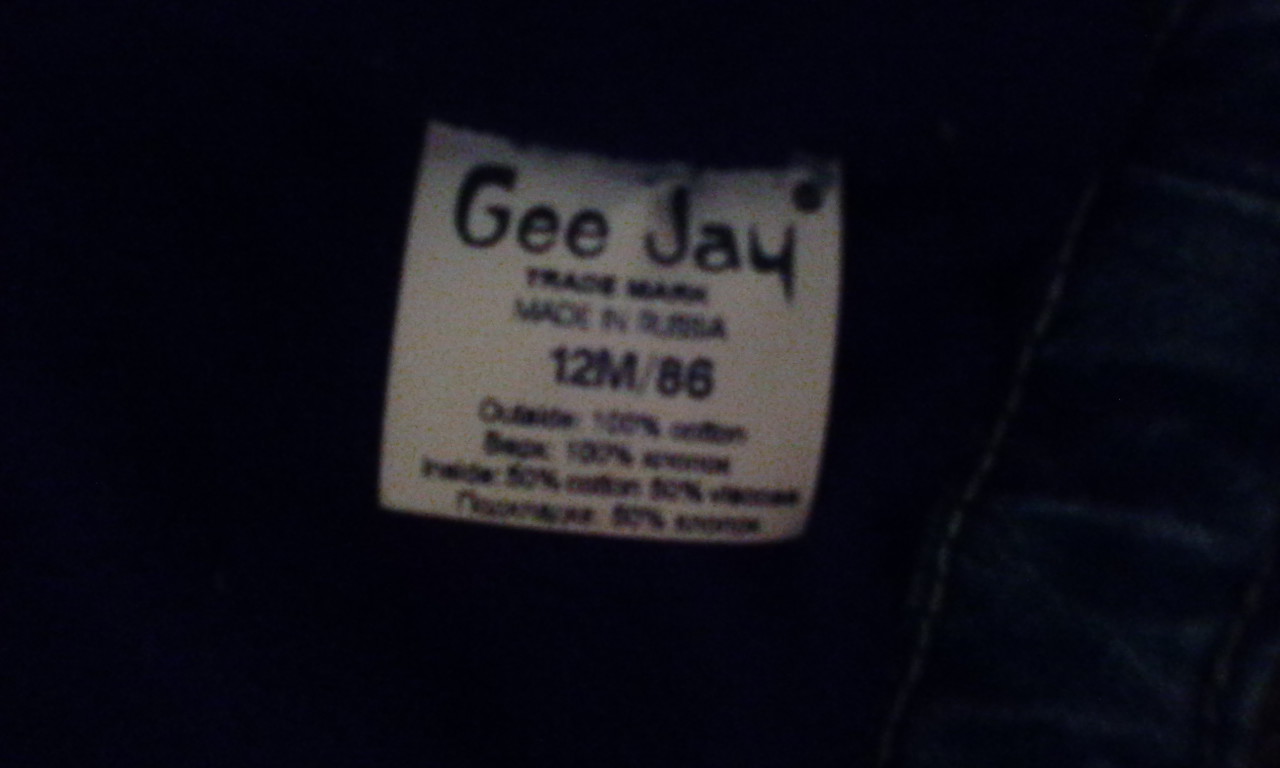 Gee Jay
TRADE MARK
MADE IN RUSSIA
12M/86
Outside: 100% cotton
Верх: 100% хлопок
Inside: 50% cotton 50% viscose
Подкладка: 50% хлопок